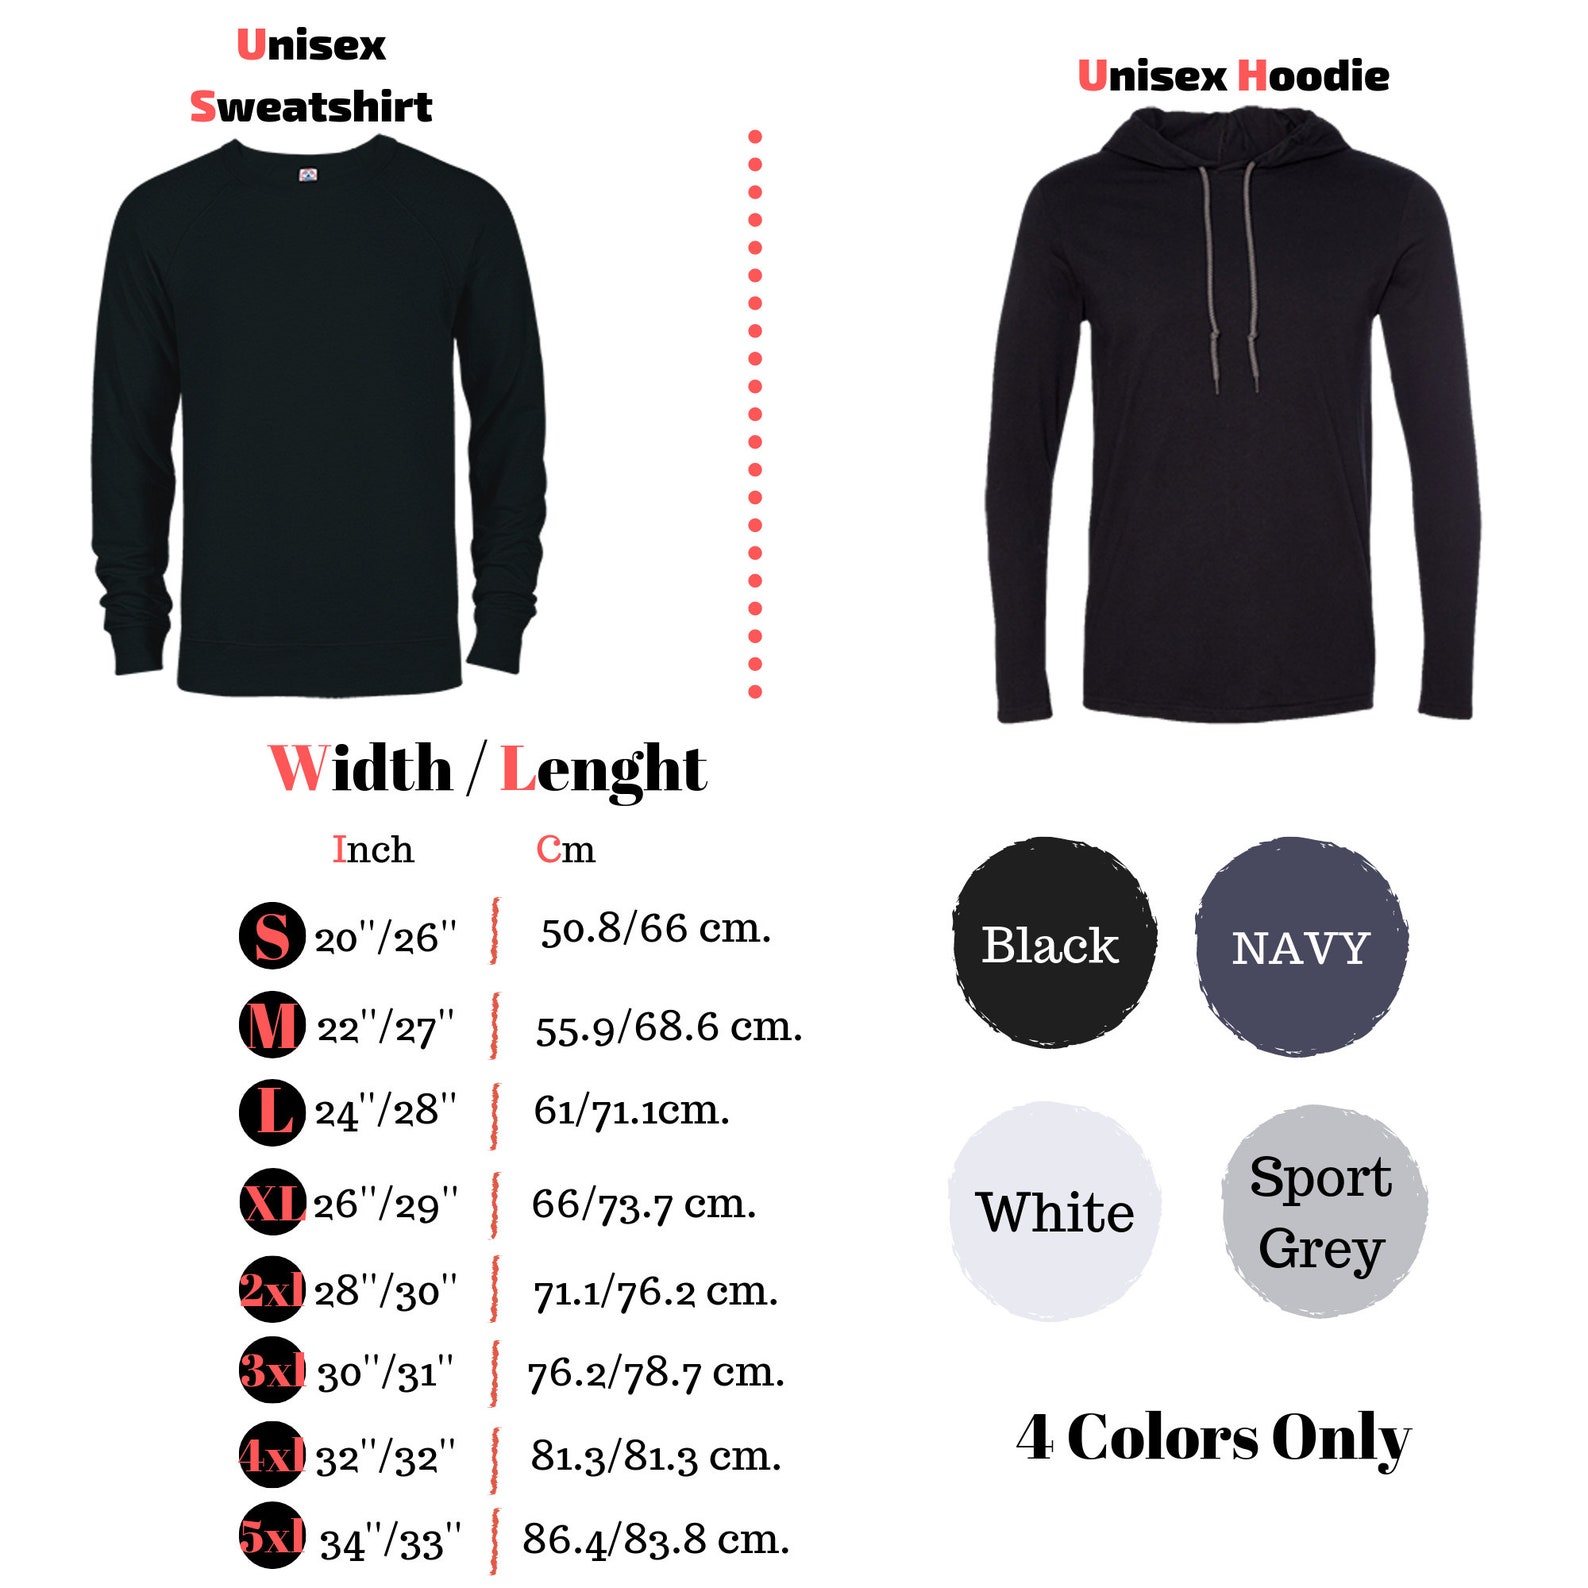 Unisex
Sweatshirt
Unisex Hoodie
Width / Lenght
Inch Cm
S 20''/26'' 50.8/66 cm.
M 22''/27'' 55.9/68.6 cm.
L 24''/28'' 61/71.1cm.
XL 26''/29'' 66/73.7 cm.
2xl 28''/30'' 71.1/76.2 cm.
3xl 30''/31'' 76.2/78.7 cm.
4xl 32''/32'' 81.3/81.3 cm.
5xl 34''/33'' 86.4/83.8 cm.
Black
NAVY
White
Sport
Grey
4 Colors Only